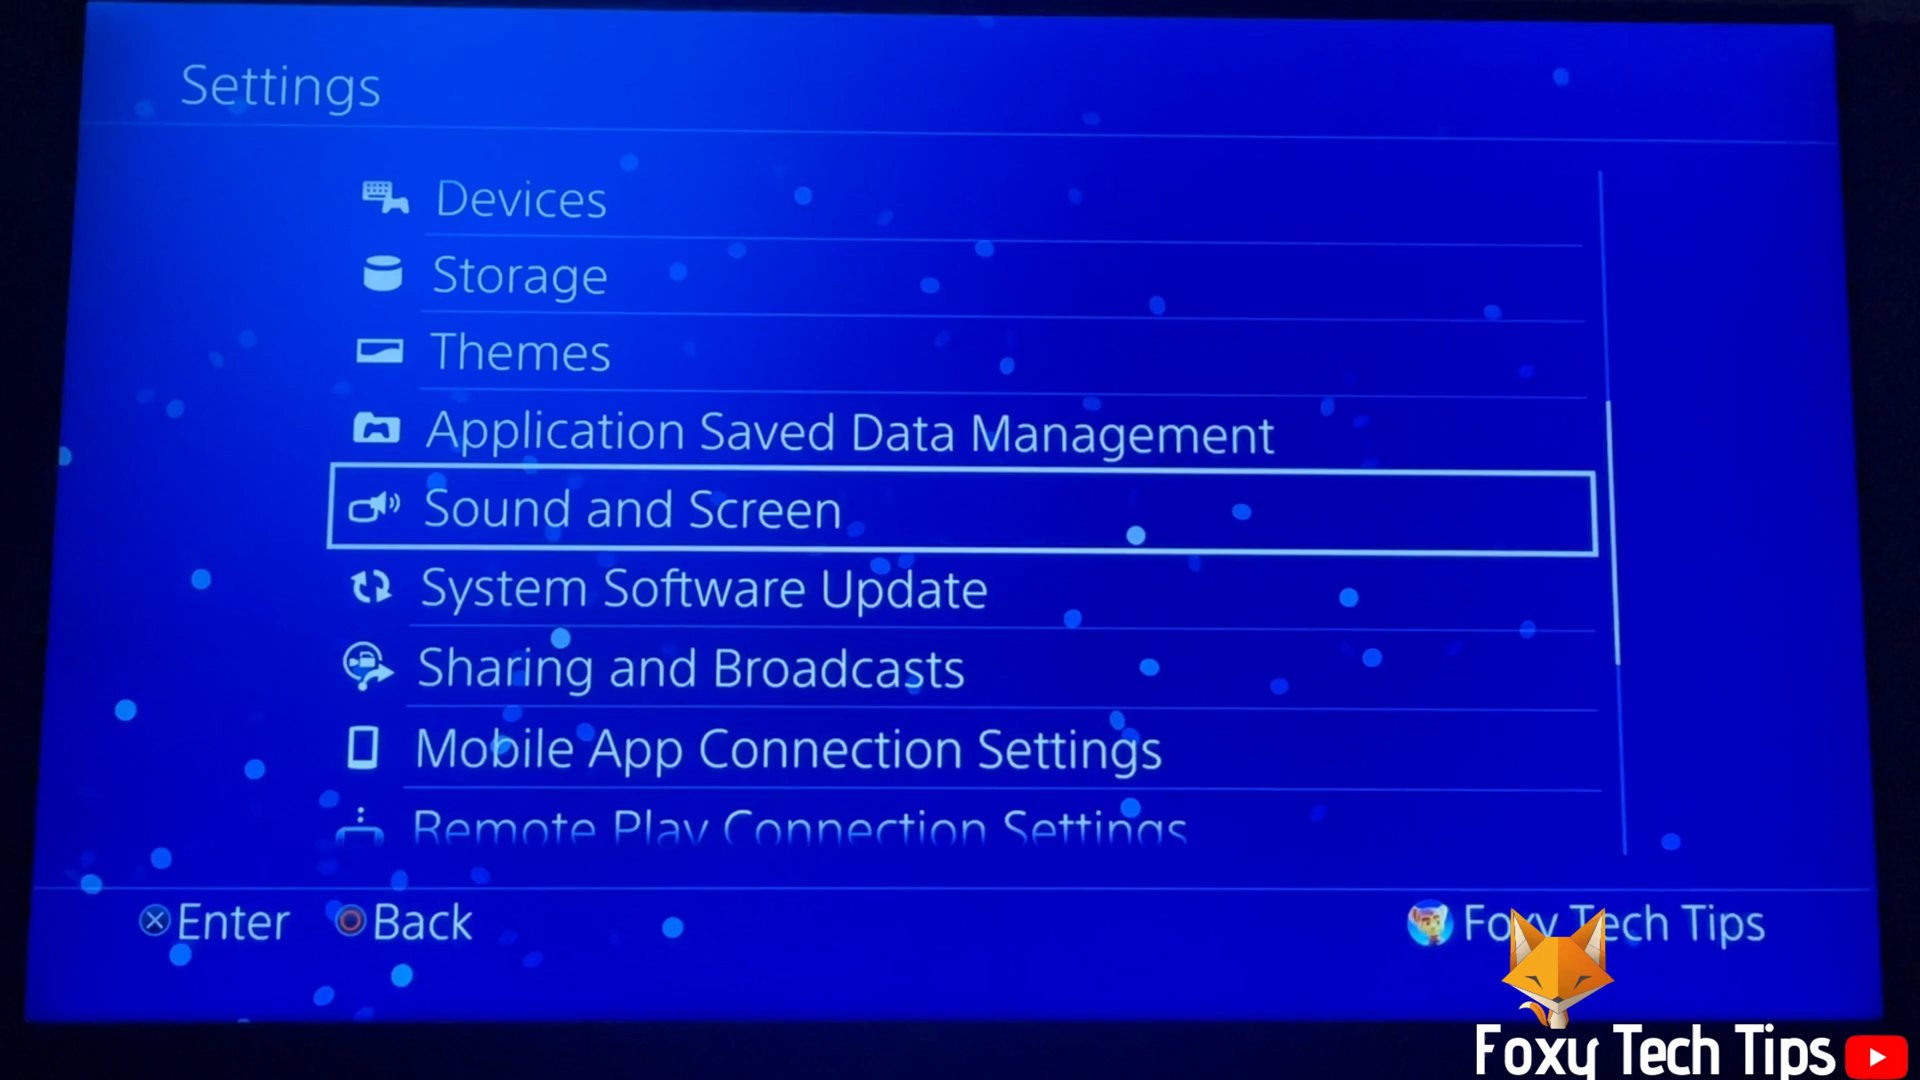 Settings
Devices
Storage
Themes
Application Saved Data Management
Sound and Screen
System Software Update
Sharing and Broadcasts
Mobile App Connection Settings
Remote Play Connection Settings
Enter Back
Foxy Tech Tips
Foxy Tech Tips